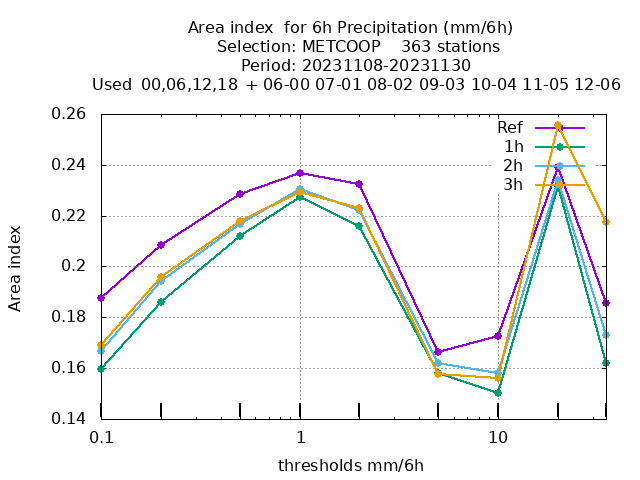 Area index  for 6h Precipitation (mm/6h)
Selection: METCOOP    363 stations
Period: 20231108-20231130
Used  00,06,12,18  + 06-00 07-01 08-02 09-03 10-04 11-05 12-06
0.26
0.24
0.22
0.2
0.18
0.16
0.14
Area index
Ref
1h
2h
3h
0.1
1
10
thresholds mm/6h